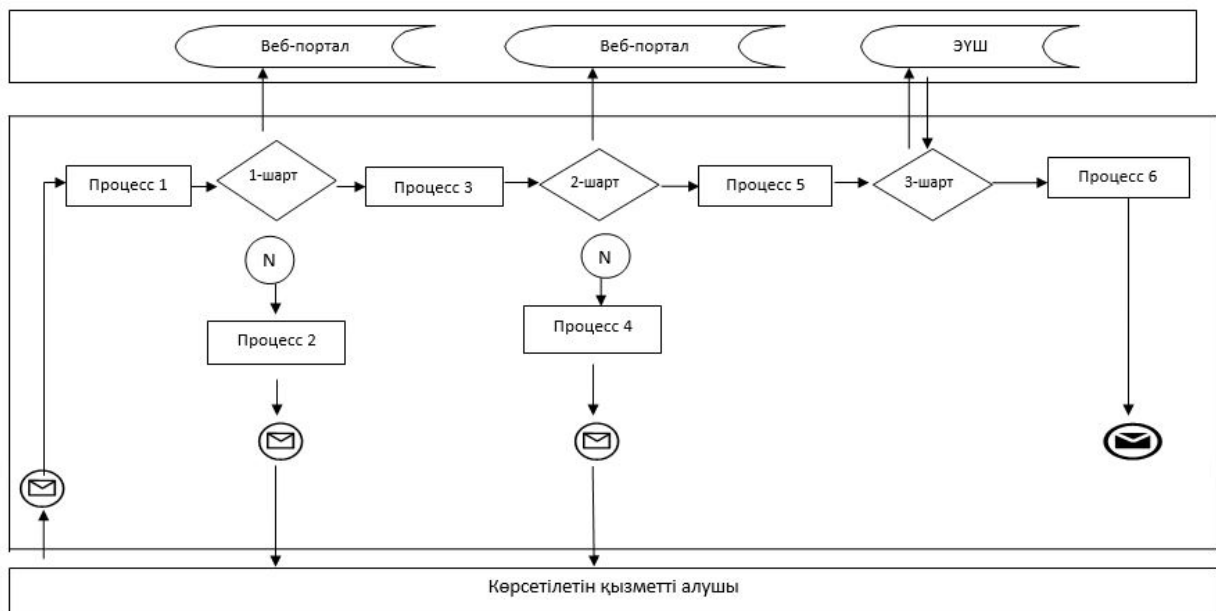 Веб-портал
Веб-портал
ЭҮШ
Процесс 1
1-шарт
Процесс 3
2-шарт
Процесс 5
3-шарт
Процесс 6
N
N
Процесс 2
Процесс 4
Көрсетілетін қызметті алушы